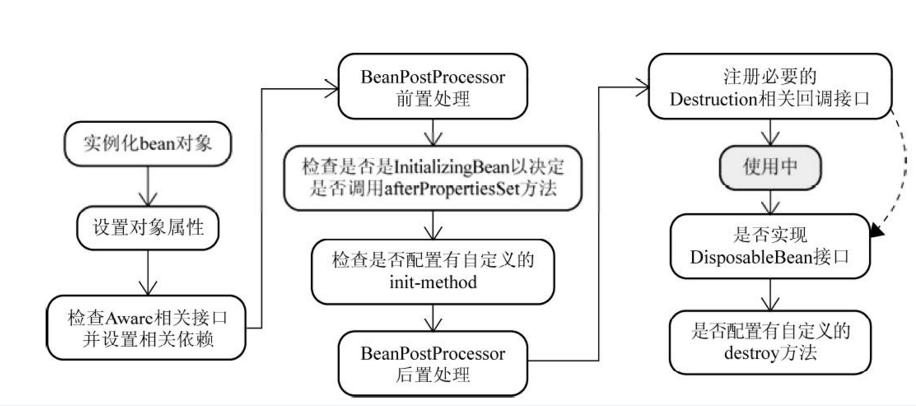 实例化bean对象
设置对象属性
检查Aware相关接口
并设置相关依赖
BeanPostProcessor
前置处理
检查是否是InitializingBean以决定
是否调用afterPropertiesSet方法
检查是否配置有自定义的
init-method
BeanPostProcessor
后置处理
注册必要的
Destruction相关回调接口
使用中
是否实现
DisposableBean接口
是否配置有自定义的
destroy方法